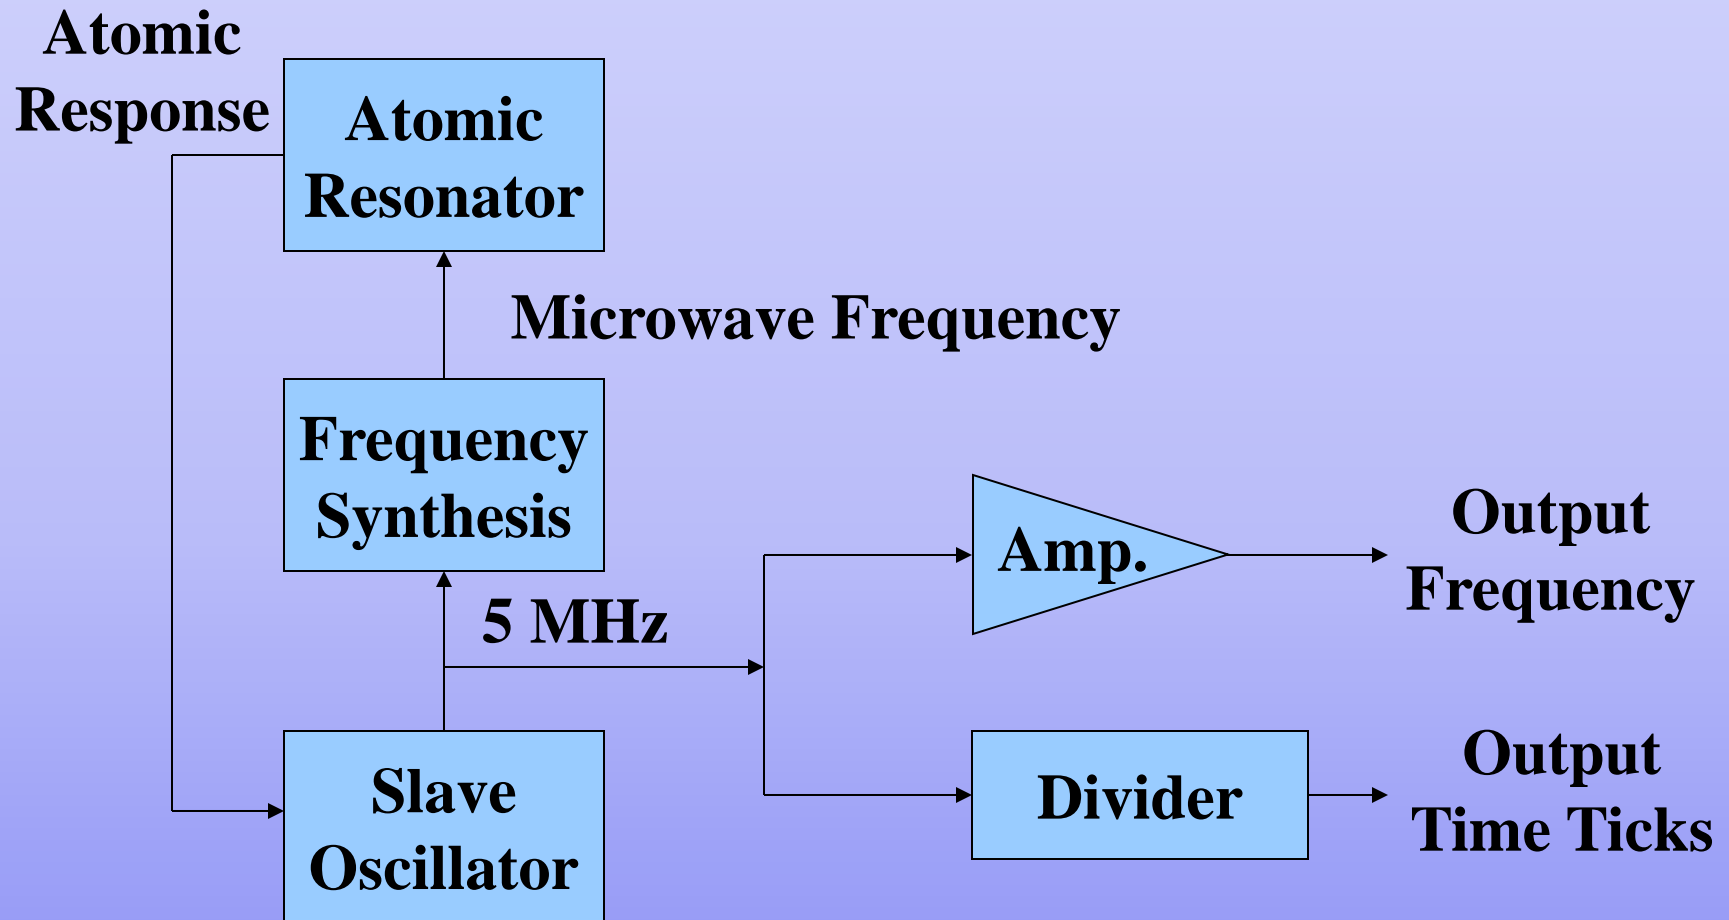 Atomic
Response
Atomic
Resonator
Microwave Frequency
Frequency
Synthesis
Amp.
Output
Frequency
5 MHz
Slave
Oscillator
Divider
Output
Time Ticks